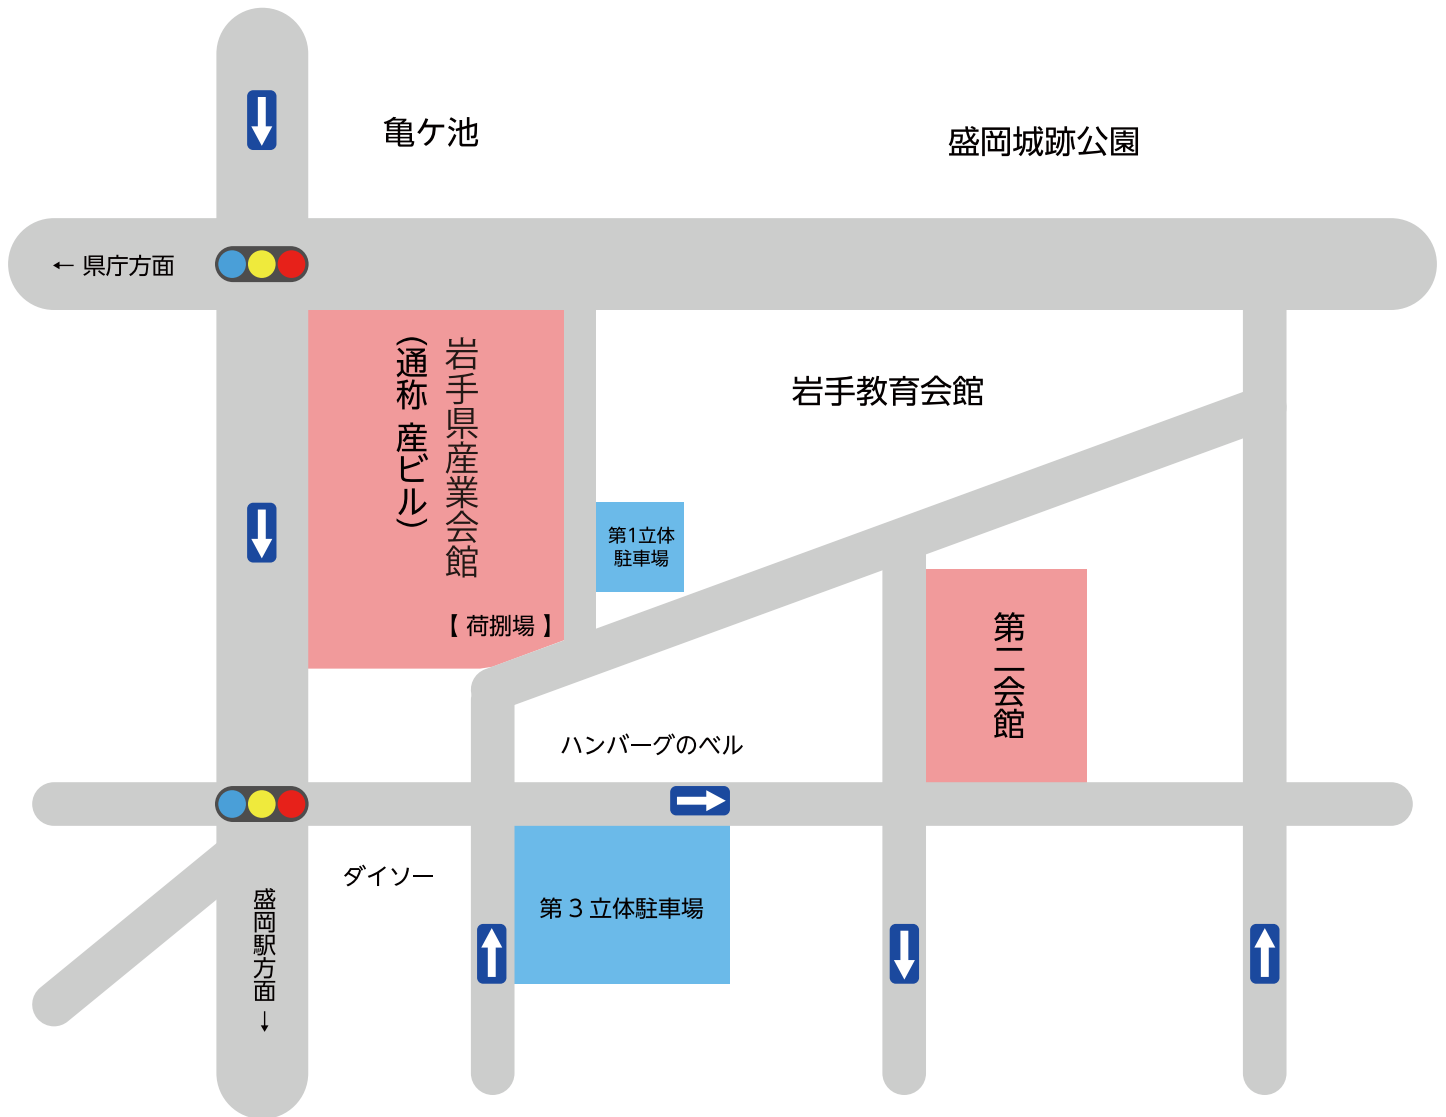 亀ケ池
盛岡城跡公園
← 県庁方面
岩手県産業会館
（通称 産ビル）
岩手教育会館
第1立体
駐車場
【 荷捌場 】
第二会館
ハンバーグのベル
ダイソー
第 3 立体駐車場
盛岡駅方面 →